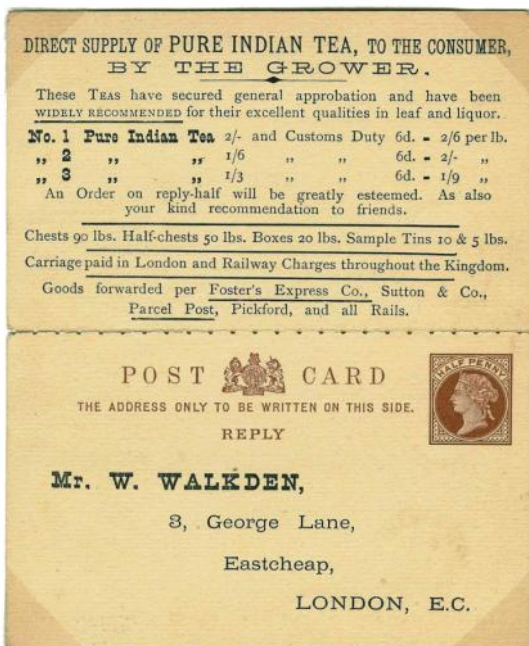 DIRECT SUPPLY OF PURE INDIAN TEA, TO THE CONSUMER,
BY THE GROWER.
These TEAS have secured general approbation and have been
WIDELY RECOMMENDED for their excellent qualities in leaf and liquor.
No. 1 Pure Indian Tea 2/- and Customs Duty 6d. = 2/6 per lb.
„ 2 „ „ 1/6 „ „ 6d. = 2/- „
„ 3 „ „ 1/3 „ „ 6d. = 1/9 „
An Order on reply-half will be greatly esteemed. As also
your kind recommendation to friends.
Chests 90 lbs. Half-chests 50 lbs. Boxes 20 lbs. Sample Tins 10 & 5 lbs.
Carriage paid in London and Railway Charges throughout the Kingdom.
Goods forwarded per Foster's Express Co., Sutton & Co.,
Parcel Post, Pickford, and all Rails.
POST CARD
HALF PENNY
THE ADDRESS ONLY TO BE WRITTEN ON THIS SIDE.
REPLY
Mr. W. WALKDEN,
3, George Lane,
Eastcheap,
LONDON, E.C.